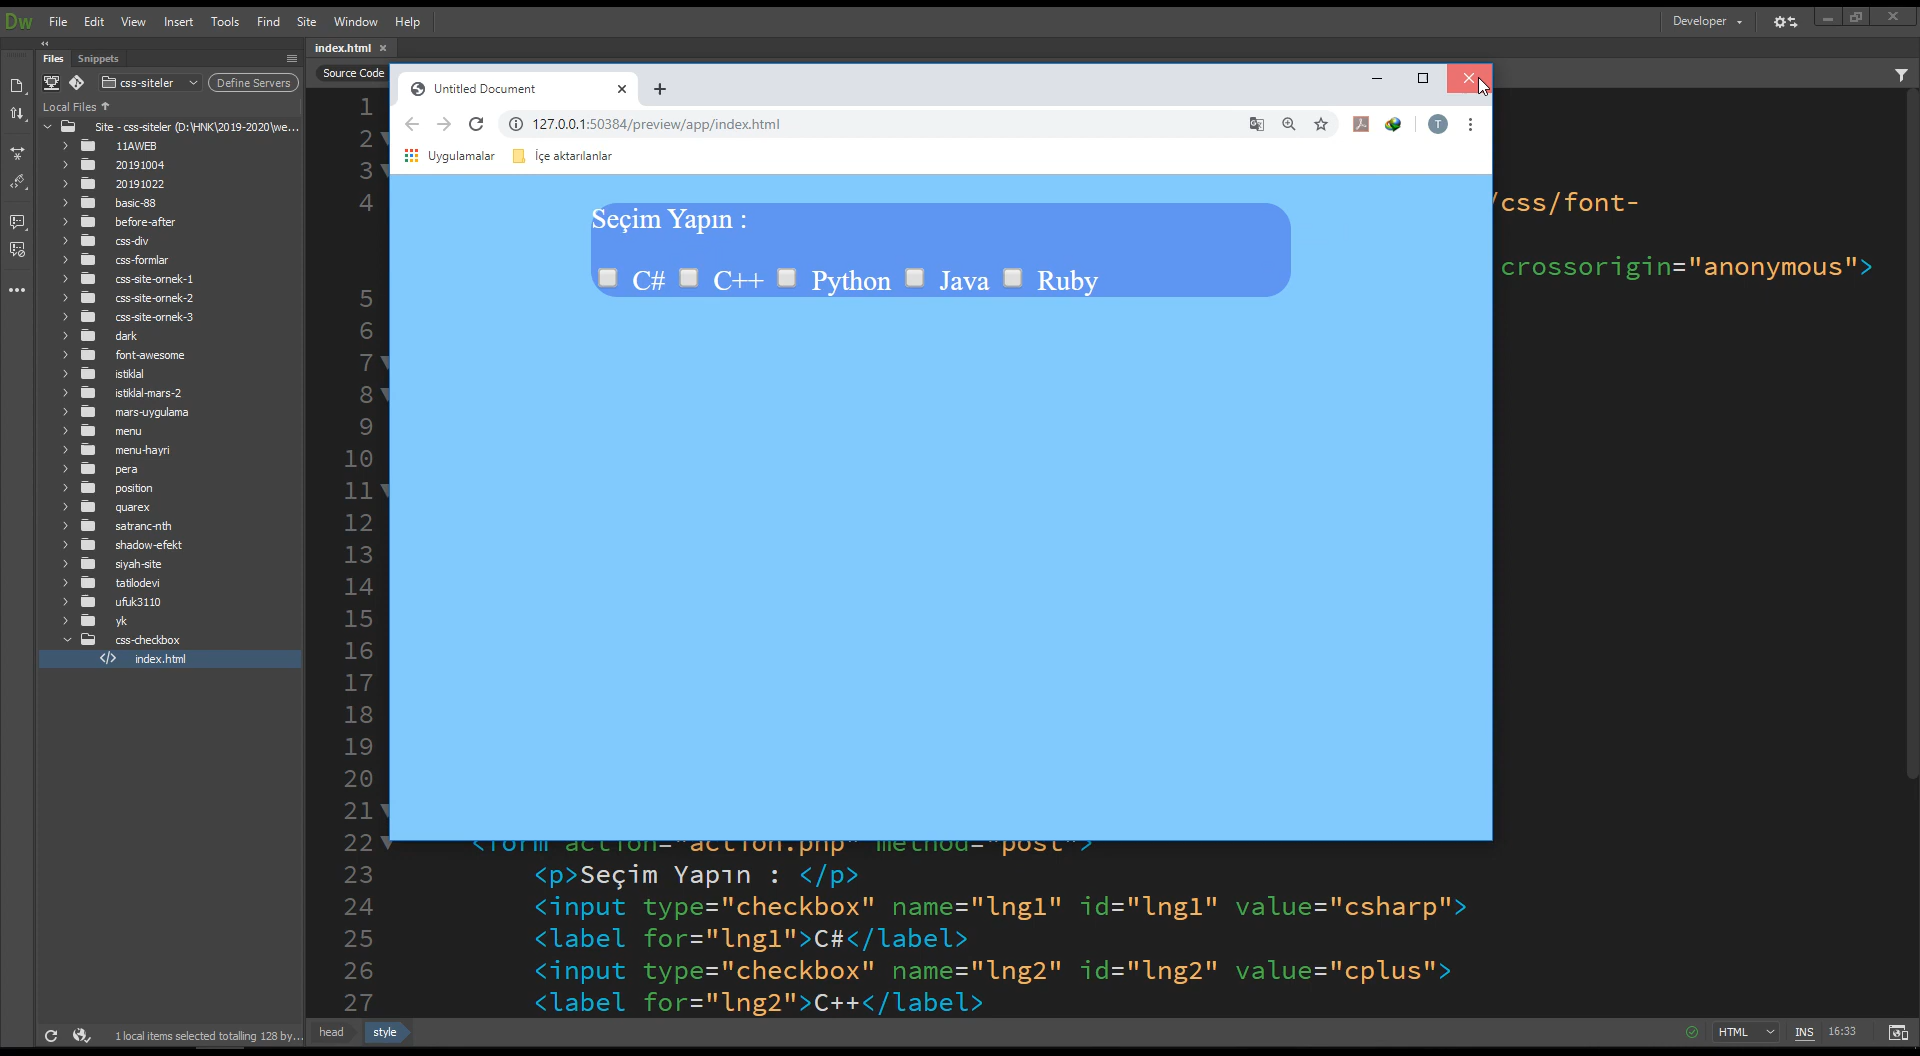 Dw File Edit View Insert Tools Find Site Window Help Developer
Files Snippets
index.html
css-siteler Define Servers
Source Code
Local Files
Site - css-siteler (D:\HNK\2019-2020\we...
11AWEB
20191004
20191022
basic-88
before-after
css-div
css-formlar
css-site-ornek-1
css-site-ornek-2
css-site-ornek-3
dark
font-awesome
istiklal
istiklal-mars-2
mars-uygulama
menu
menu-hayri
pera
position
quarex
satranc-nth
shadow-efekt
siyah-site
tatilodevi
ufuk3110
yk
css-checkbox
index.html
1 local items selected totalling 128 by...
Untitled Document
127.0.0.1:50384/preview/app/index.html
T
Uygulamalar İçe aktarılanlar
Seçim Yapın :
C# C++ Python Java Ruby
1
2
3
4 /css/font-
crossorigin="anonymous">
5
6
7
8
9
10
11
12
13
14
15
16
17
18
19
20
21
22 <form action="action.php" method="post">
23 <p>Seçim Yapın : </p>
24 <input type="checkbox" name="lng1" id="lng1" value="csharp">
25 <label for="lng1">C#</label>
26 <input type="checkbox" name="lng2" id="lng2" value="cplus">
27 <label for="lng2">C++</label>
head style HTML INS 16:33